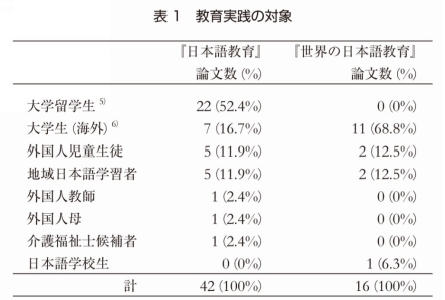 表 1　教育実践の対象
『日本語教育』　『世界の日本語教育』
論文数 (%)　論文数 (%)
大学留学生 5)　22 (52.4%)　0 (0%)
大学生 (海外) 6)　7 (16.7%)　11 (68.8%)
外国人児童生徒　5 (11.9%)　2 (12.5%)
地域日本語学習者　5 (11.9%)　2 (12.5%)
外国人教師　1 (2.4%)　0 (0%)
外国人母　1 (2.4%)　0 (0%)
介護福祉士候補者　1 (2.4%)　0 (0%)
日本語学校生　0 (0%)　1 (6.3%)
計　42 (100%)　16 (100%)